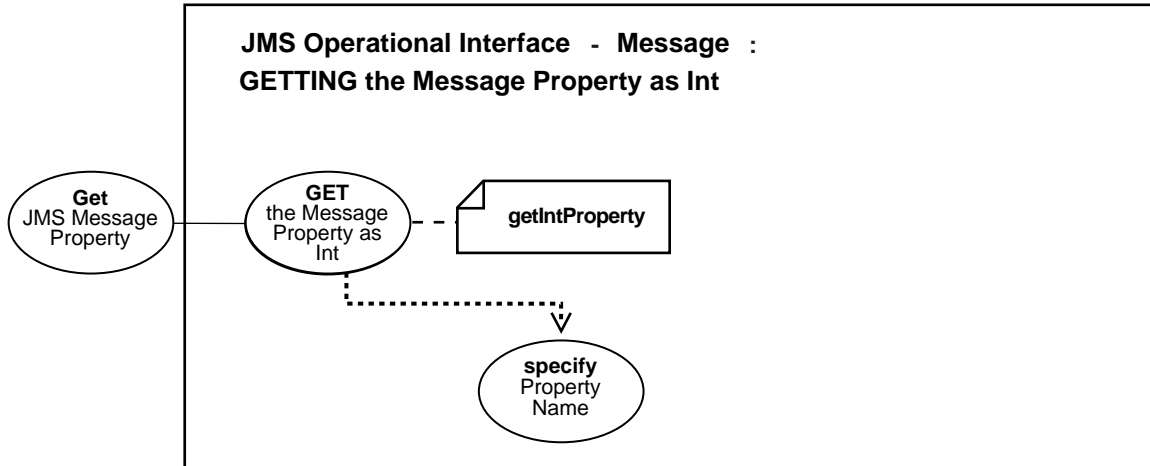 JMS Operational Interface - Message :
GETTING the Message Property as Int
Get
JMS Message
Property
GET
the Message
Property as
Int
getIntProperty
specify
Property
Name